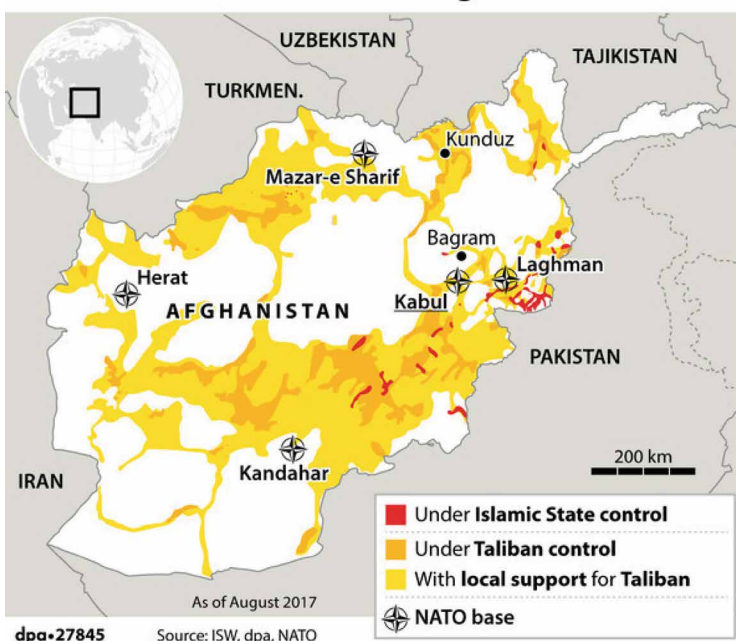 UZBEKISTAN
TAJIKISTAN
TURKMEN.
Kunduz
Mazar-e Sharif
Bagram
Laghman
Herat
Kabul
AFGHANISTAN
PAKISTAN
200 km
Kandahar
IRAN
Under Islamic State control
Under Taliban control
With local support for Taliban
NATO base
As of August 2017
dpa•27845 Source: ISW, dpa, NATO